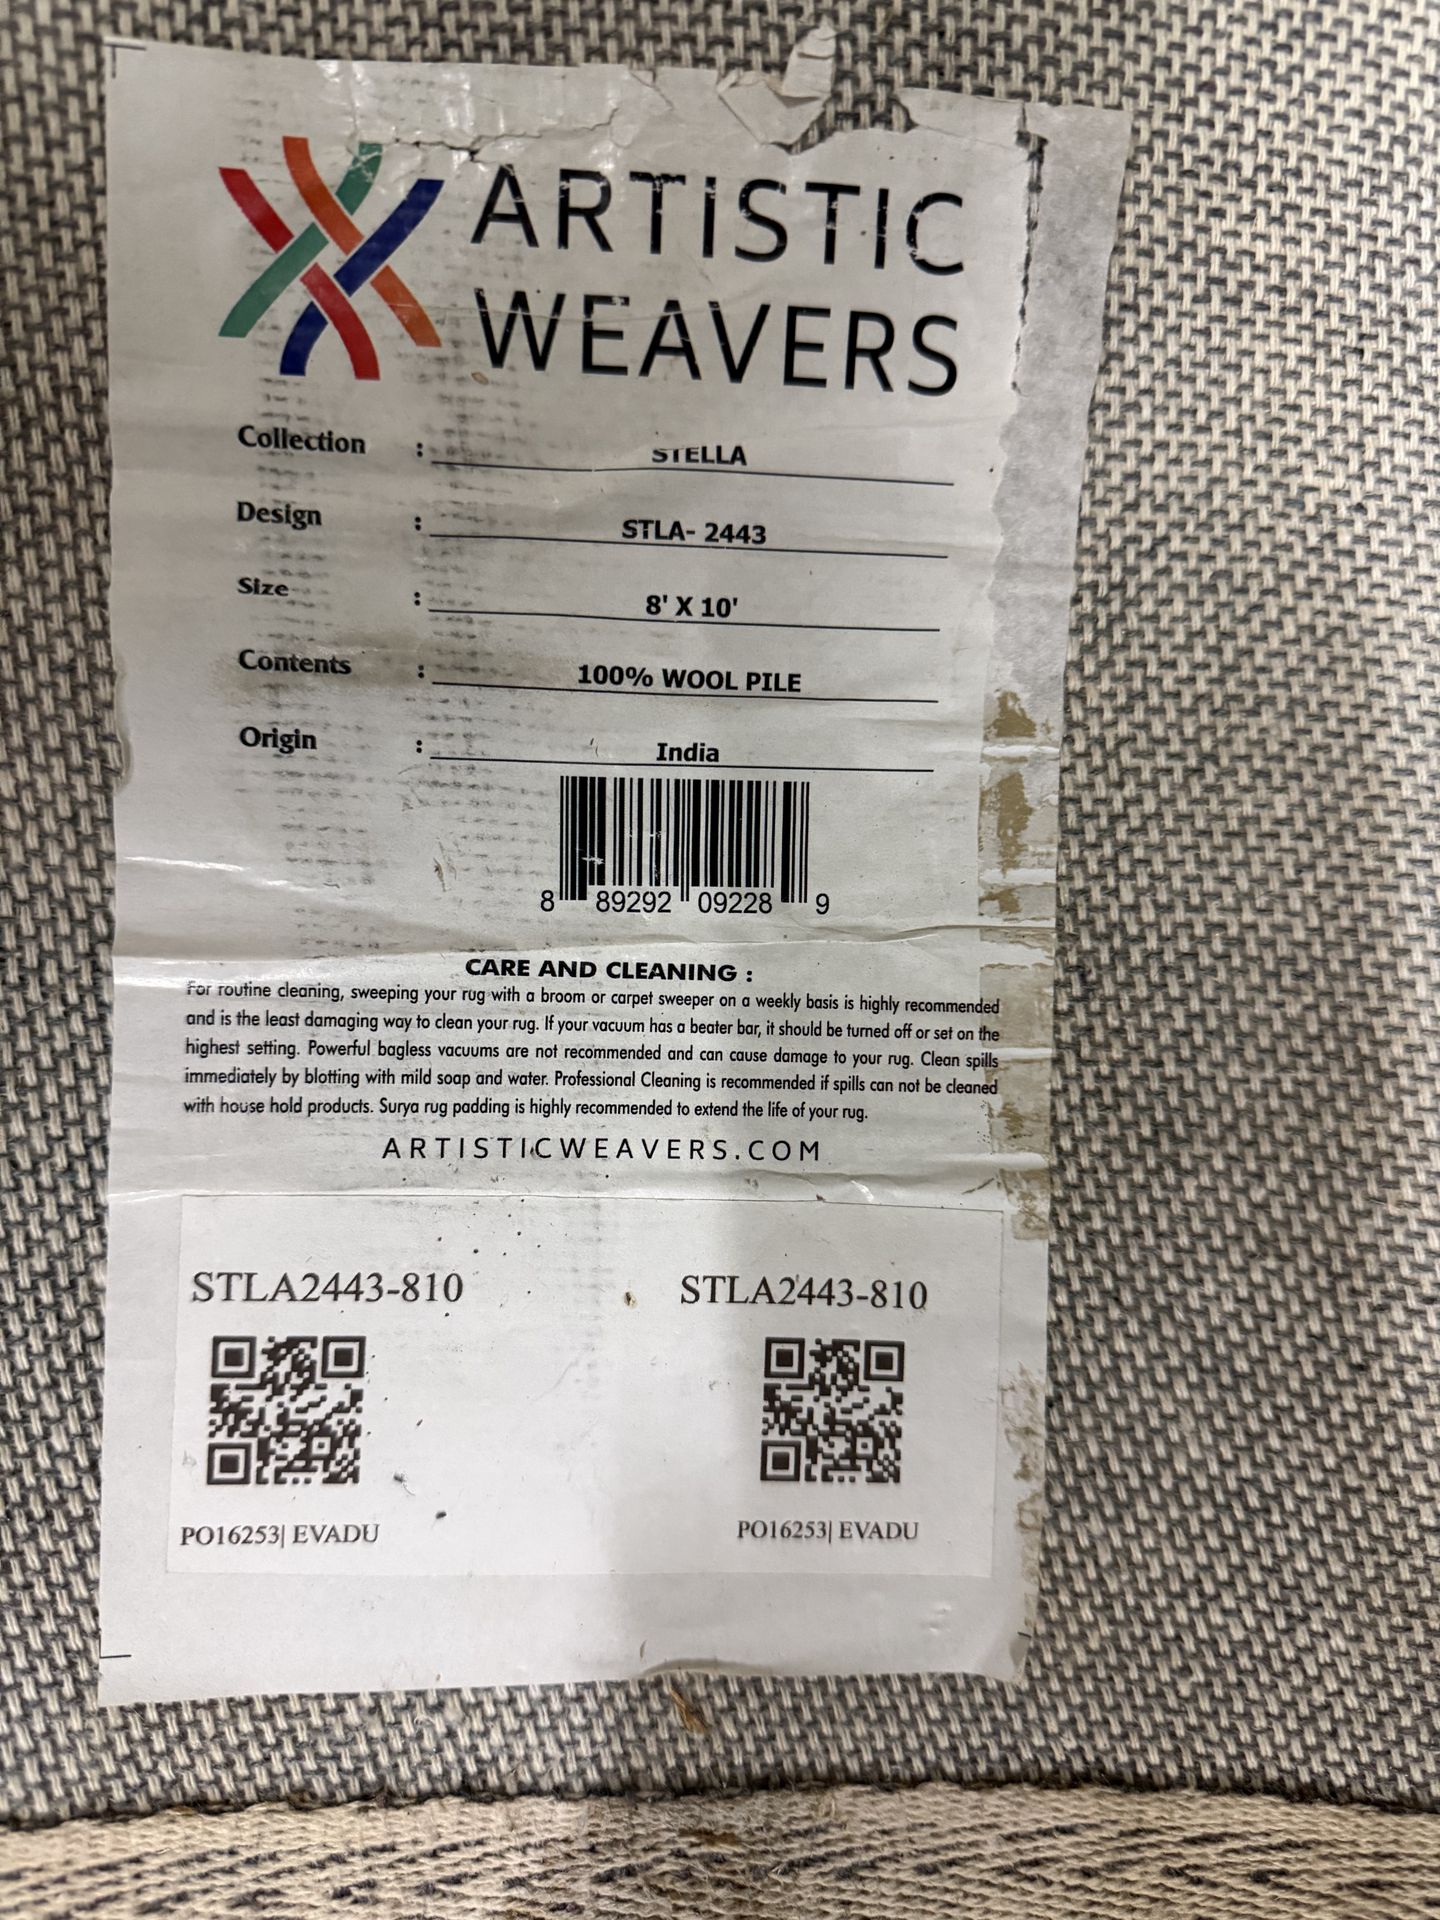 ARTISTIC
WEAVERS
Collection : STELLA
Design : STLA- 2443
Size : 8' X 10'
Contents : 100% WOOL PILE
Origin : India
8 89292 09228 9
CARE AND CLEANING :
For routine cleaning, sweeping your rug with a broom or carpet sweeper on a weekly basis is highly recommended
and is the least damaging way to clean your rug. If your vacuum has a beater bar, it should be turned off or set on the
highest setting. Powerful bagless vacuums are not recommended and can cause damage to your rug. Clean spills
immediately by blotting with mild soap and water. Professional Cleaning is recommended if spills can not be cleaned
with house hold products. Surya rug padding is highly recommended to extend the life of your rug.
ARTISTICWEAVERS.COM
STLA2443-810 STLA2443-810
PO16253| EVADU PO16253| EVADU